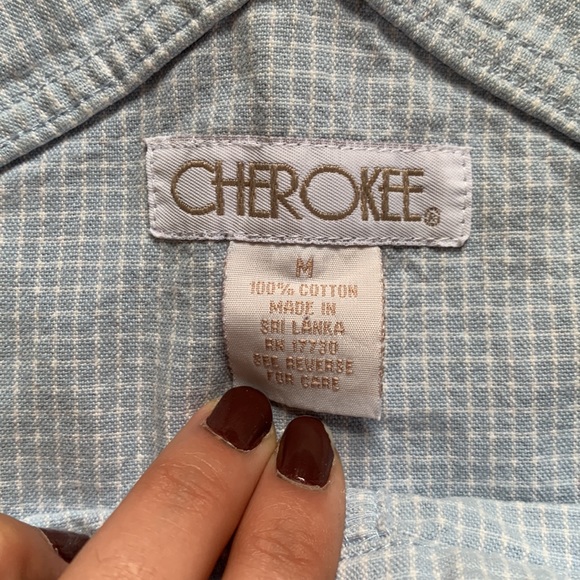 CHEROKEE®
M
100% COTTON
MADE IN
SRI LANKA
RN 17730
SEE REVERSE
FOR CARE